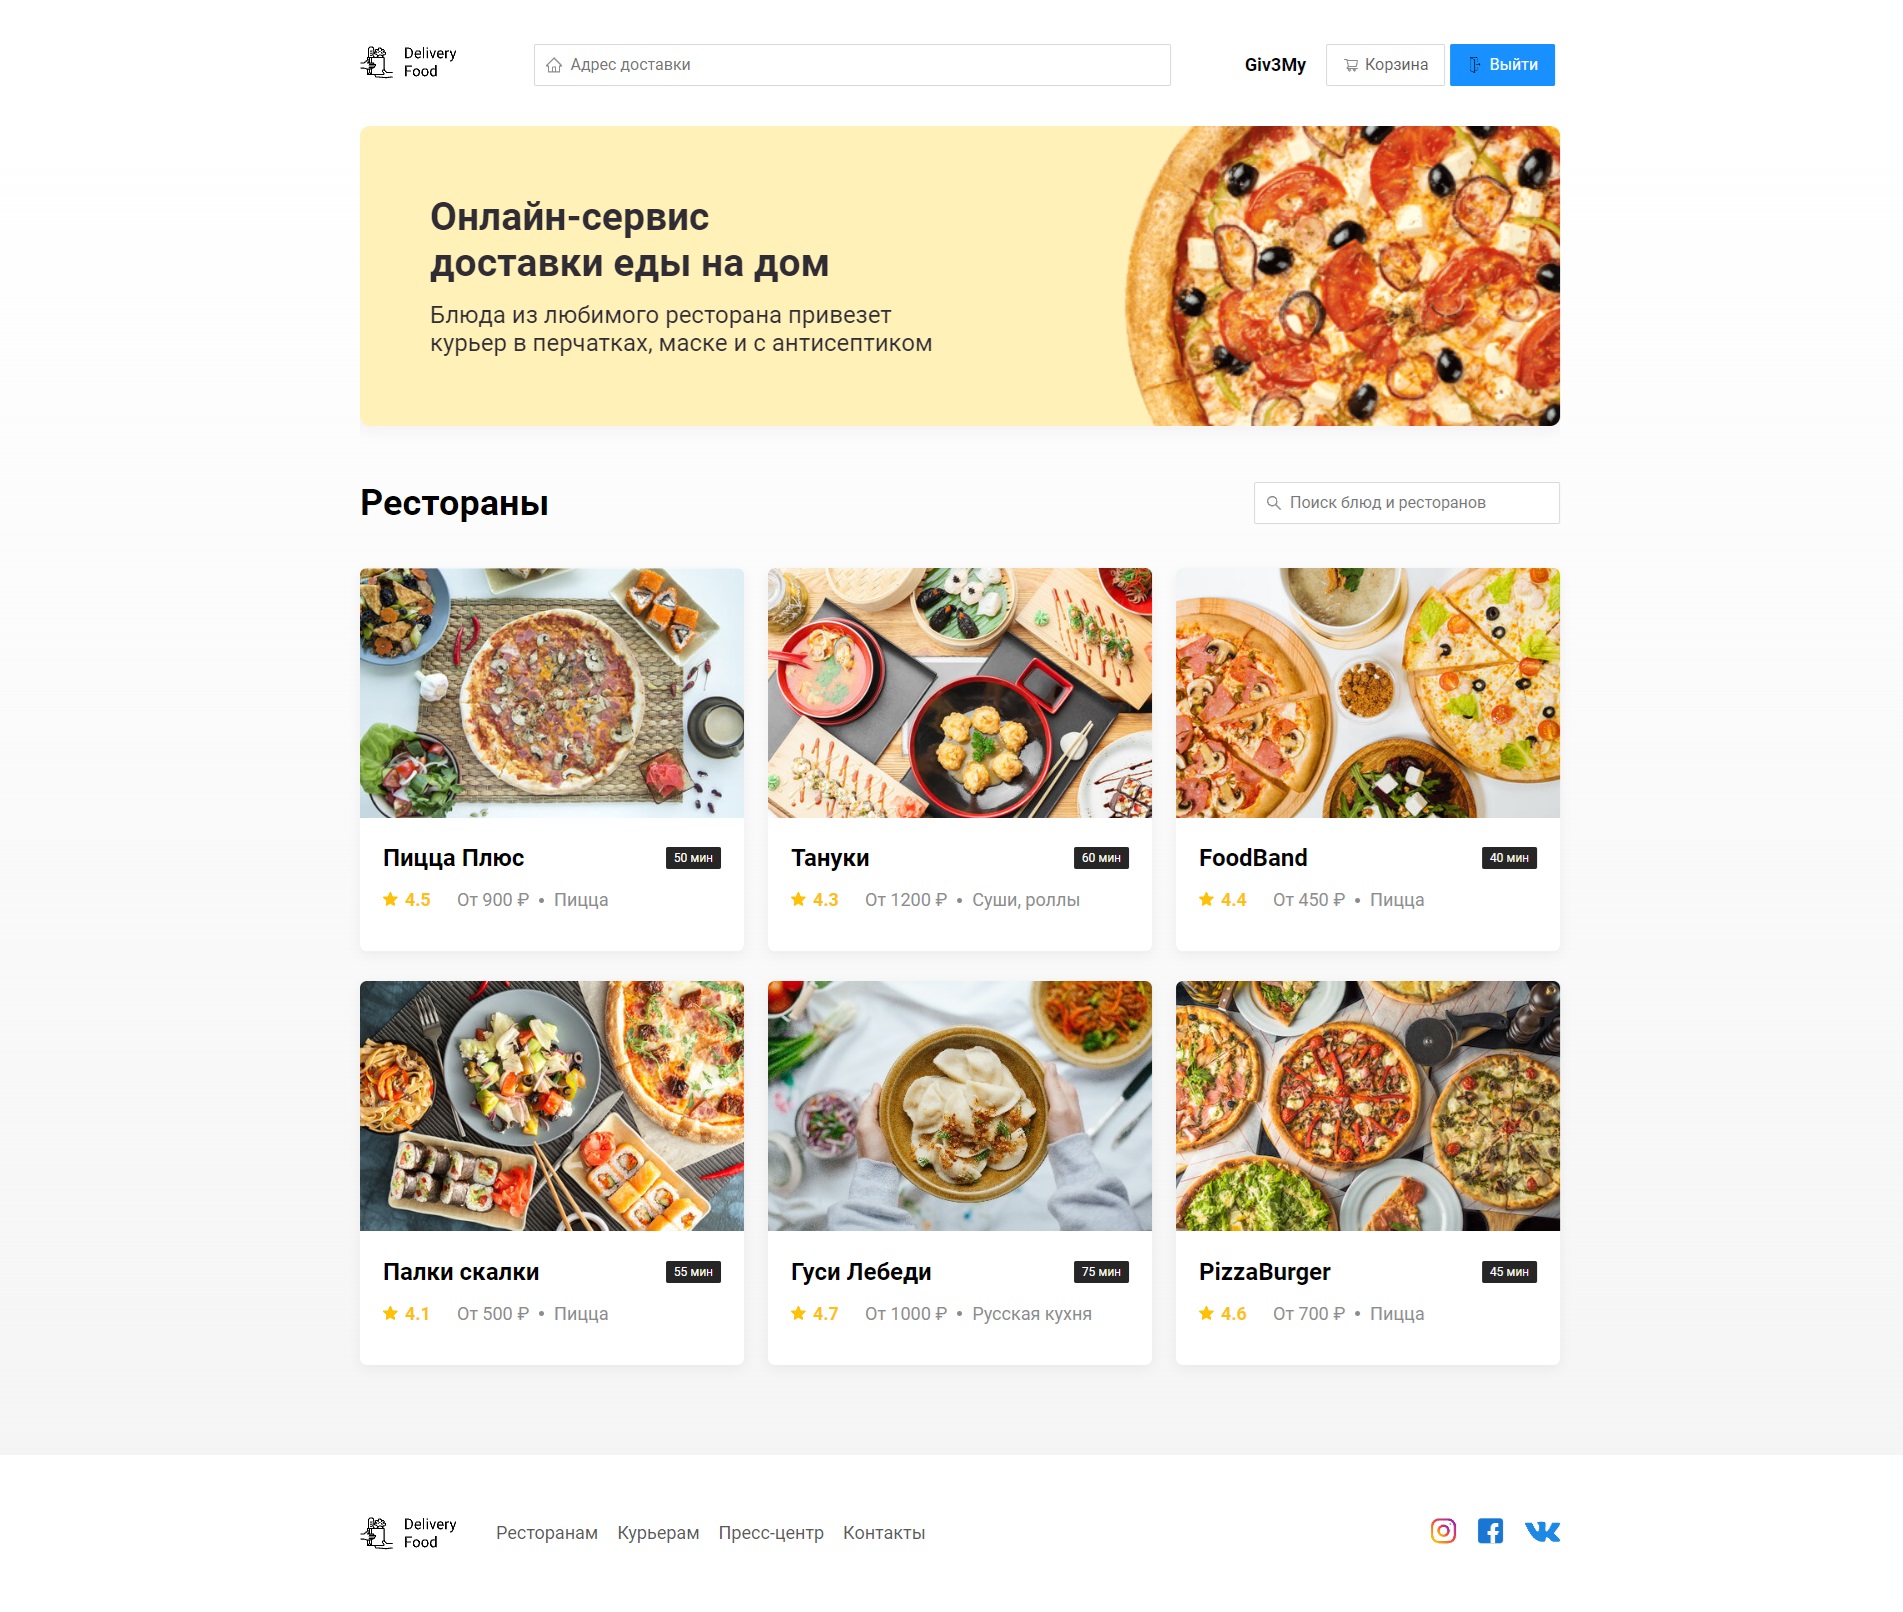 Delivery
Food
Адрес доставки
Giv3My
Корзина
Выйти
Онлайн-сервис
доставки еды на дом
Блюда из любимого ресторана привезет
курьер в перчатках, маске и с антисептиком
Рестораны
Поиск блюд и ресторанов
Пицца Плюс
50 мин
4.5 От 900 ₽ • Пицца
Тануки
60 мин
4.3 От 1200 ₽ • Суши, роллы
FoodBand
40 мин
4.4 От 450 ₽ • Пицца
Палки скалки
55 мин
4.1 От 500 ₽ • Пицца
Гуси Лебеди
75 мин
4.7 От 1000 ₽ • Русская кухня
PizzaBurger
45 мин
4.6 От 700 ₽ • Пицца
Delivery
Food
Ресторанам Курьерам Пресс-центр Контакты